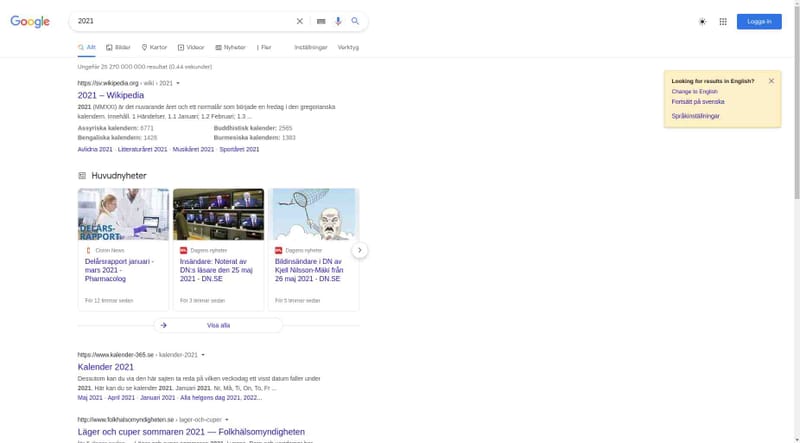 Google
2021
Allt
Bilder
Kartor
Videor
Nyheter
Fler
Inställningar
Verktyg
Logga in
Ungefär 25 270 000 000 resultat (0,44 sekunder)
https://sv.wikipedia.org › wiki › 2021
2021 – Wikipedia
2021 (MMXXI) är det nuvarande året och ett normalår som började en fredag i den gregorianska
kalendern. Innehåll. 1 Händelser. 1.1 Januari; 1.2 Februari; 1.3 ...
Assyriska kalendern: 6771
Buddhistisk kalender: 2565
Bengaliska kalendern: 1428
Burmesiska kalendern: 1383
Avlidna 2021 · Litteraturåret 2021 · Musikåret 2021 · Sportåret 2021
Looking for results in English?
Change to English
Fortsätt på svenska
Språkinställningar
Huvudnyheter
DELÅRS-
RAPPORT
Cision News
Delårsrapport januari -
mars 2021 -
Pharmacolog
För 12 timmar sedan
Dagens nyheter
Insändare: Noterat av
DN:s läsare den 25 maj
2021 - DN.SE
För 3 timmar sedan
Dagens nyheter
Bildinsändare i DN av
Kjell Nilsson-Mäki från
26 maj 2021 - DN.SE
För 5 timmar sedan
Visa alla
https://www.kalender-365.se › kalender-2021
Kalender 2021
Dessutom kan du via den här sajten ta reda på vilken veckodag ett visst datum faller under
2021. Här kan du se kalender 2021. Januari 2021. Nr, Må, Ti, On, To, Fr ...
Maj 2021 · April 2021 · Januari 2021 · Alla helgens dag 2021, 2022...
http://www.folkhalsomyndigheten.se › lager-och-cuper
Läger och cuper sommaren 2021 — Folkhälsomyndigheten